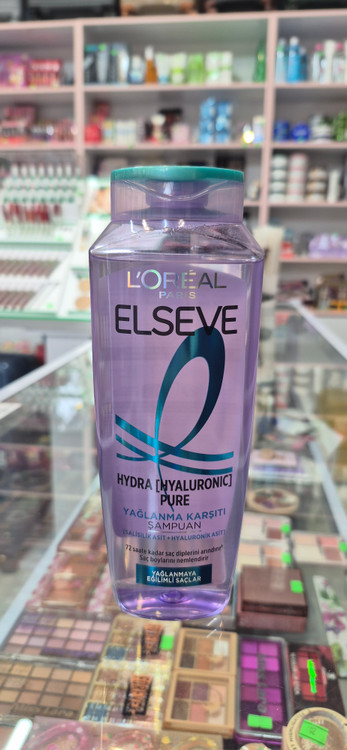 L'ORÉAL
PARIS
ELSEVE
HYDRA [HYALURONIC]
PURE
YAĞLANMA KARŞITI
ŞAMPUAN
[SALİSİLİK ASİT + HYALURONİK ASİT]
72 saate kadar saç diplerini arındırır*
Saç boylarını nemlendirir
YAĞLANMAYA
EĞİLİMLİ SAÇLAR